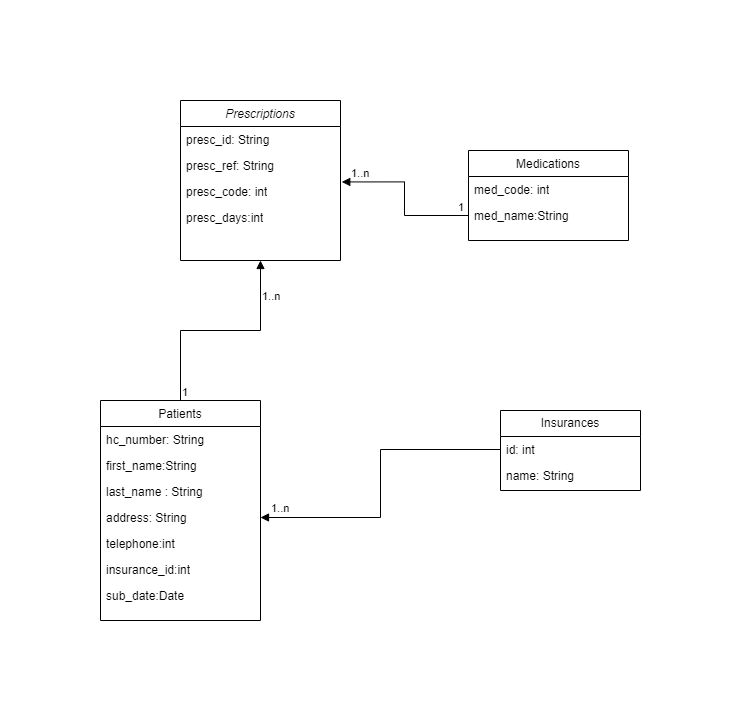 Prescriptions
presc_id: String
presc_ref: String
presc_code: int
presc_days:int
1..n
1
Medications
med_code: int
med_name:String
1..n
1
Patients
hc_number: String
first_name:String
last_name : String
address: String
telephone:int
insurance_id:int
sub_date:Date
1..n
Insurances
id: int
name: String